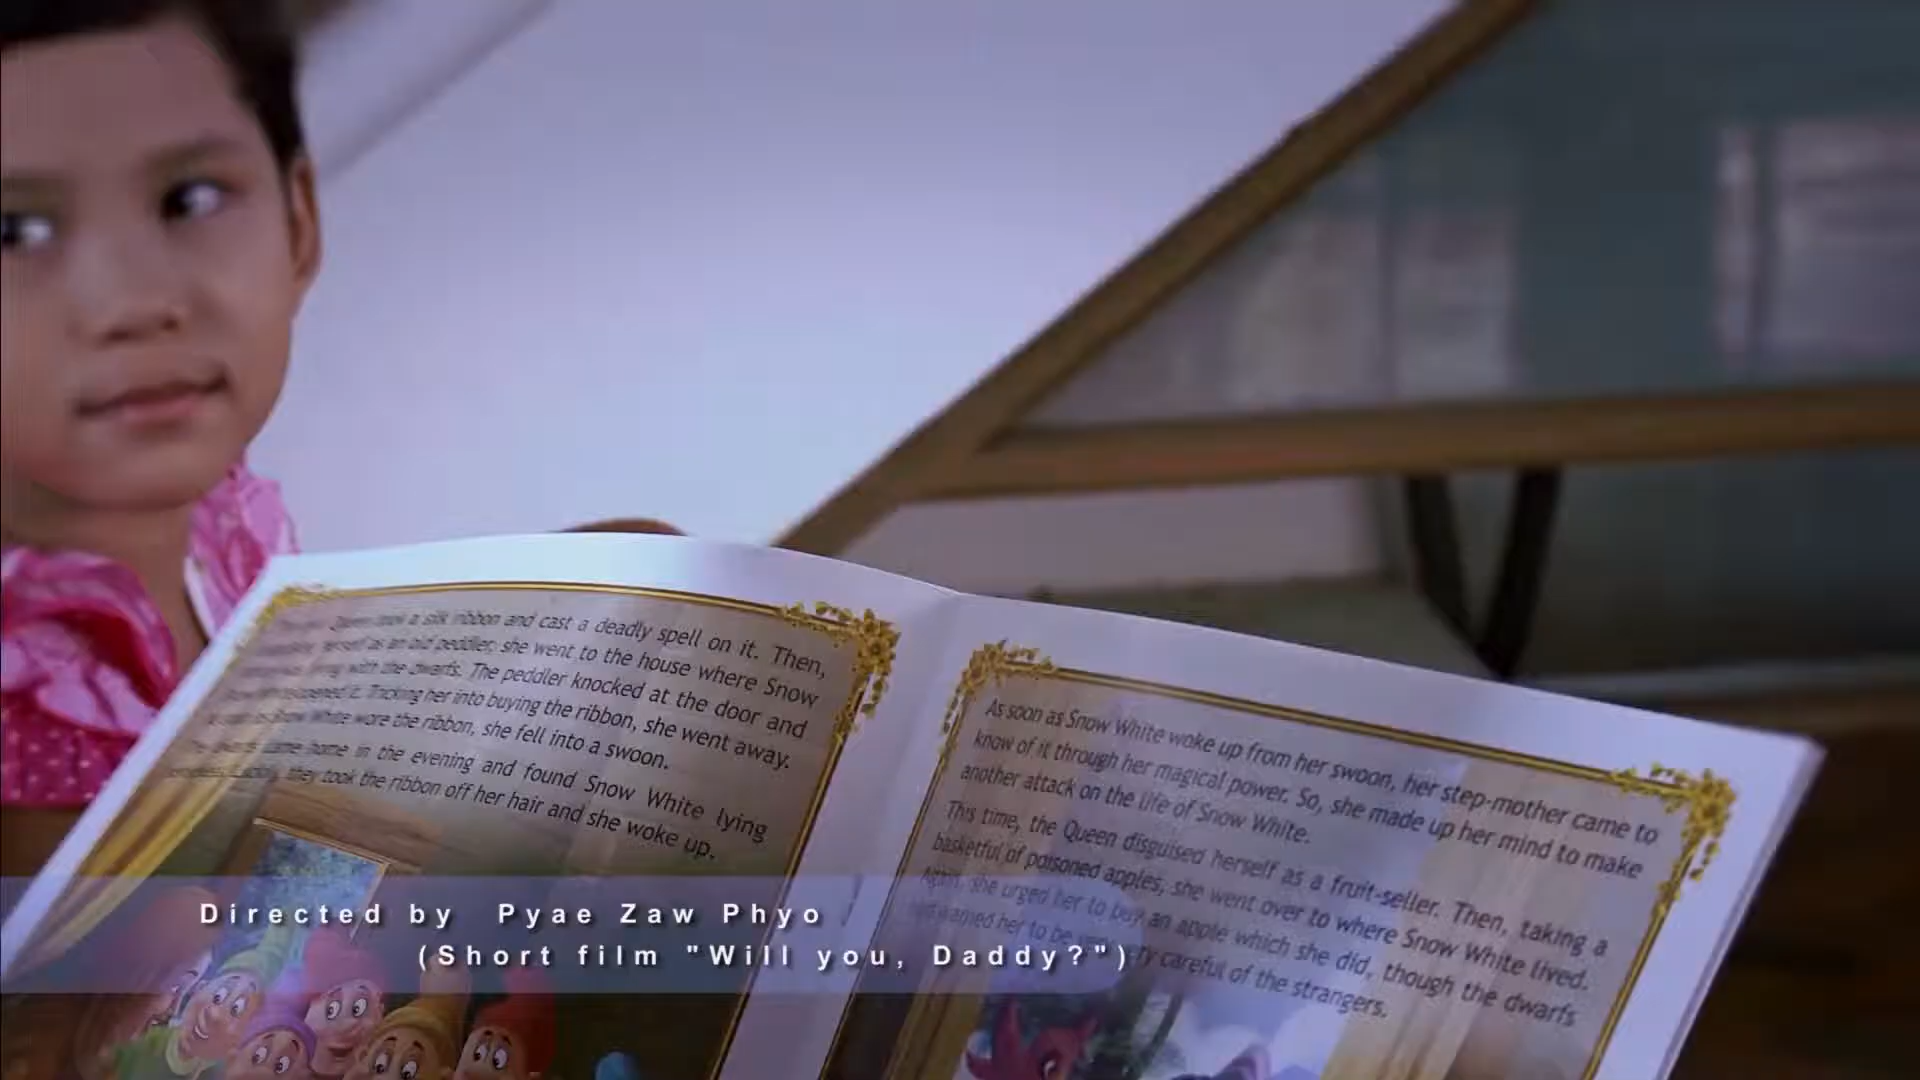 Queen took a silk ribbon and cast a deadly spell on it. Then,
herself as an old peddler, she went to the house where Snow
living with the dwarfs. The peddler knocked at the door and
opened it. Tricking her into buying the ribbon, she went away.
Snow White wore the ribbon, she fell into a swoon.
came home in the evening and found Snow White lying
they took the ribbon off her hair and she woke up.
As soon as Snow White woke up from her swoon, her step-mother came to
know of it through her magical power. So, she made up her mind to make
another attack on the life of Snow White.
This time, the Queen disguised herself as a fruit-seller. Then, taking a
basketful of poisoned apples, she went over to where Snow White lived.
Again, she urged her to buy an apple which she did, though the dwarfs
warned her to be very careful of the strangers.
Directed by Pyae Zaw Phyo
(Short film "Will you, Daddy?")